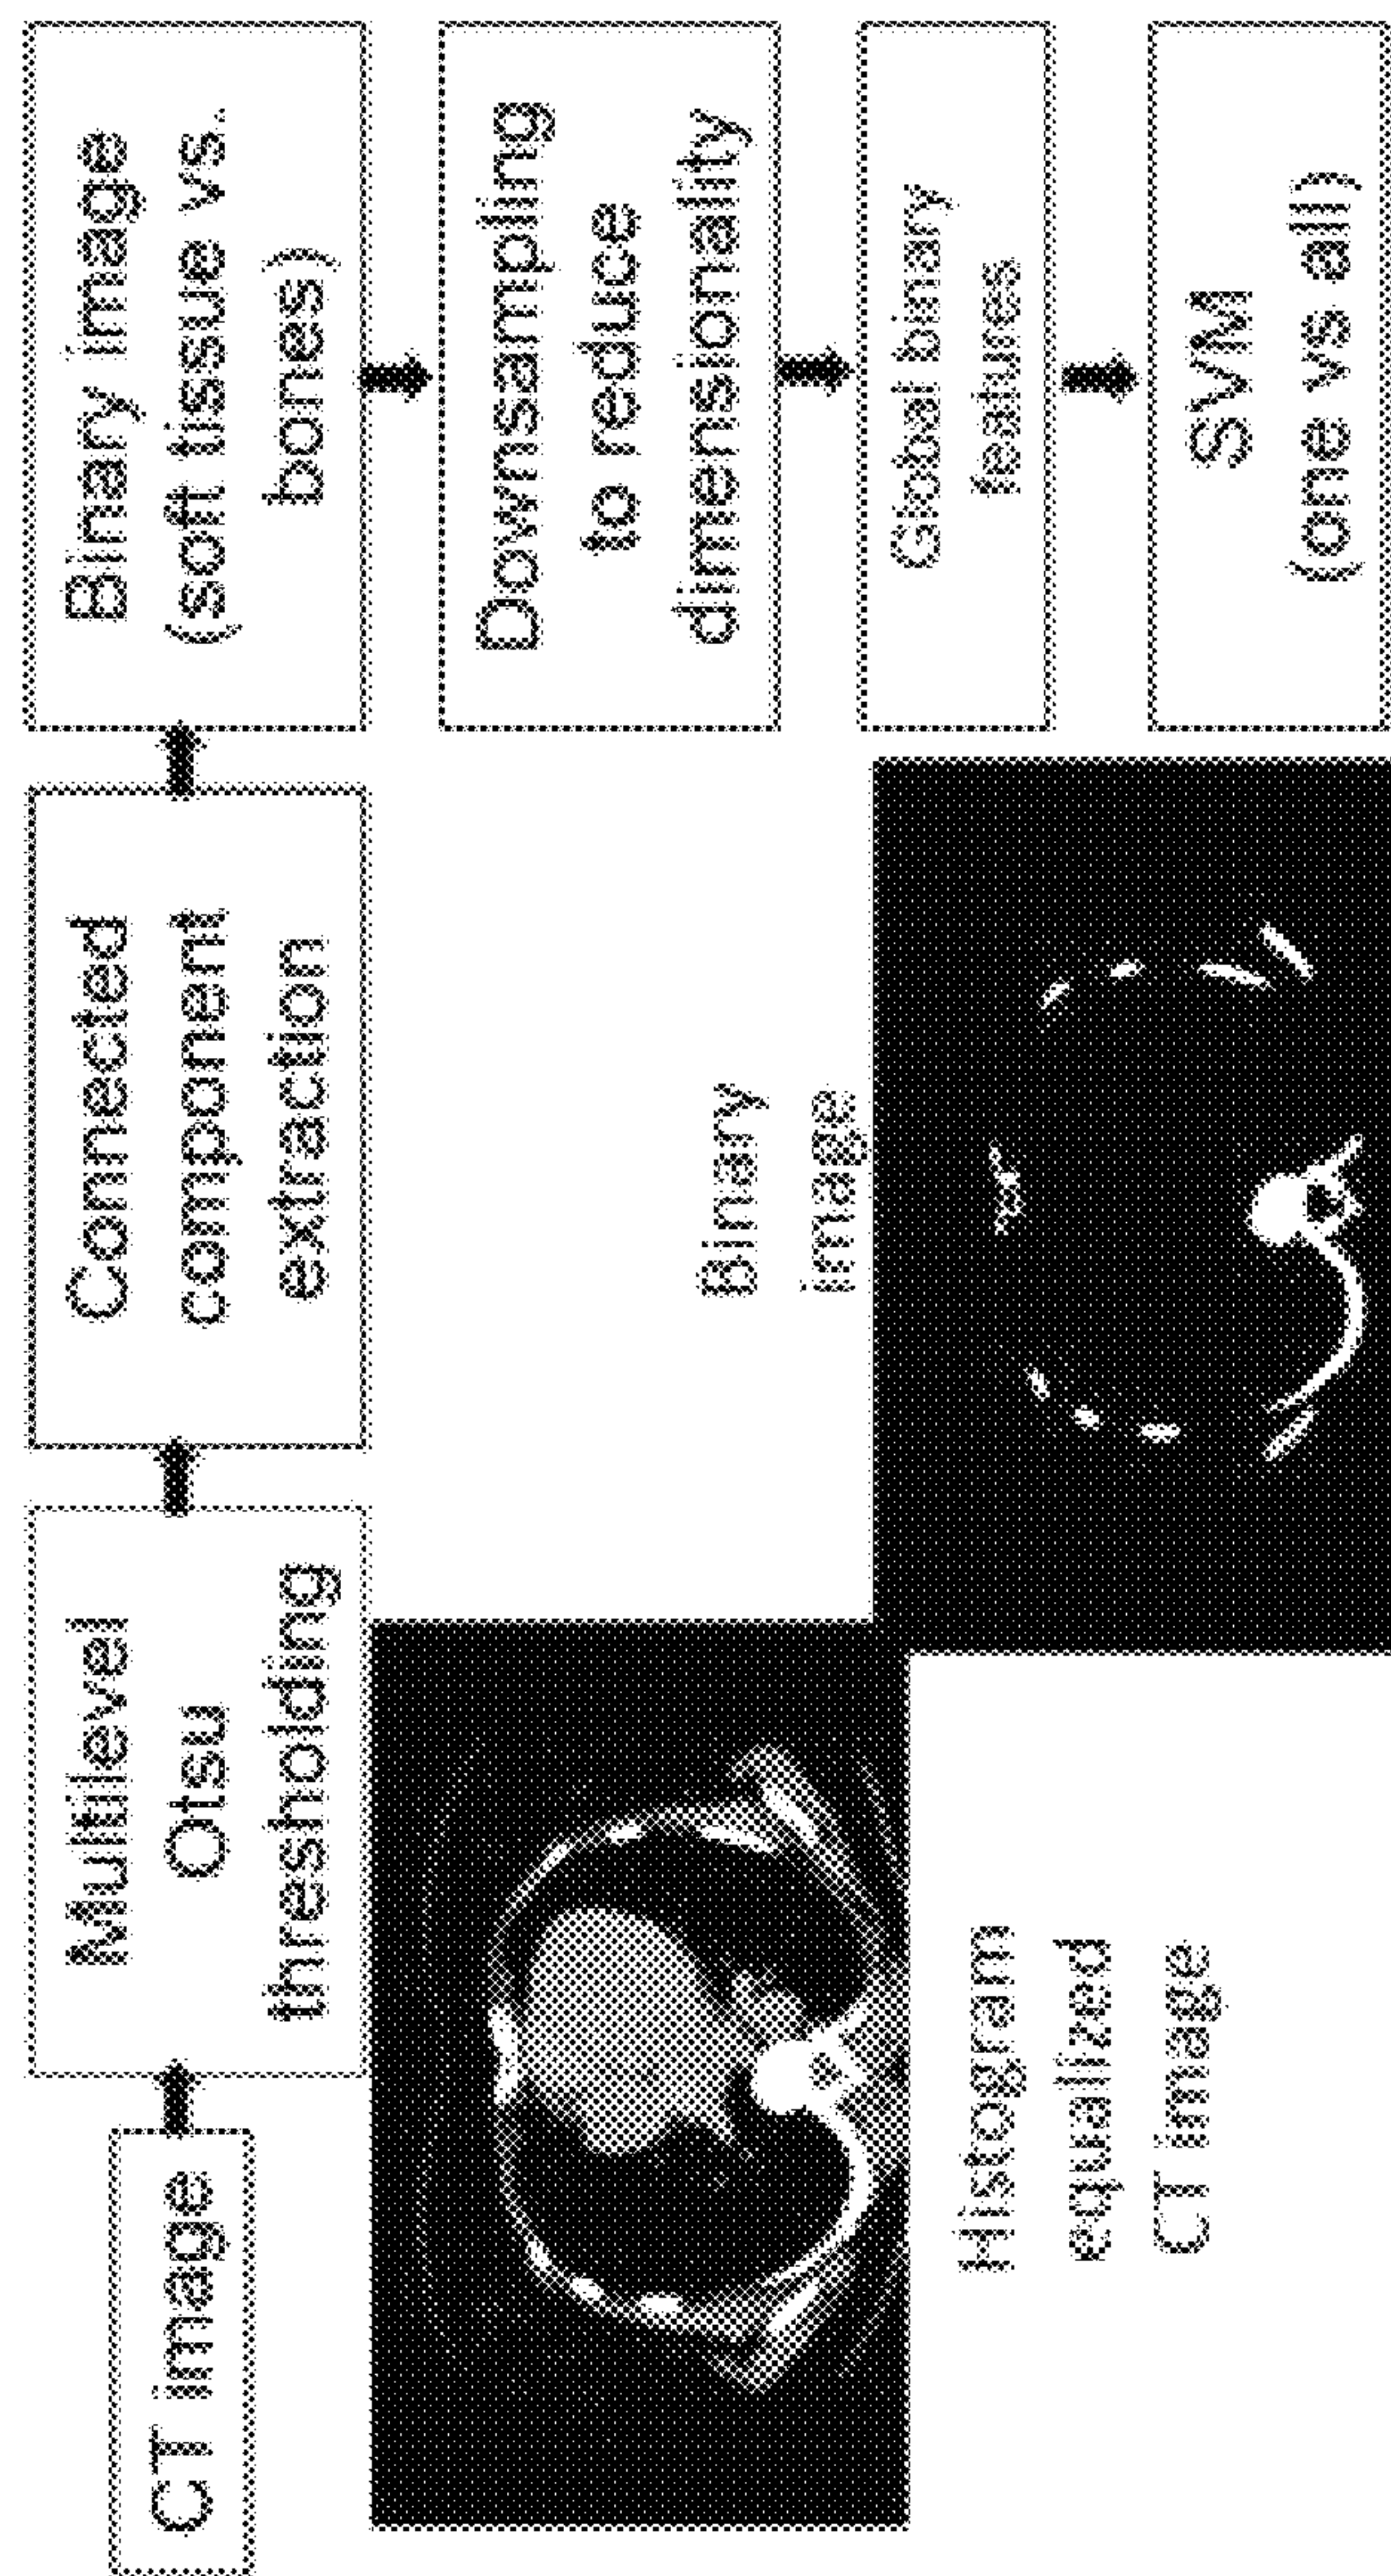 CT image
Multilevel
Otsu
thresholding
Connected
component
extraction
Binary image
(soft tissue vs.
bones)
Downsampling
to reduce
dimensionality
Global binary
features
SVM
(one vs all)
Binary
image
Histogram
equalized
CT image